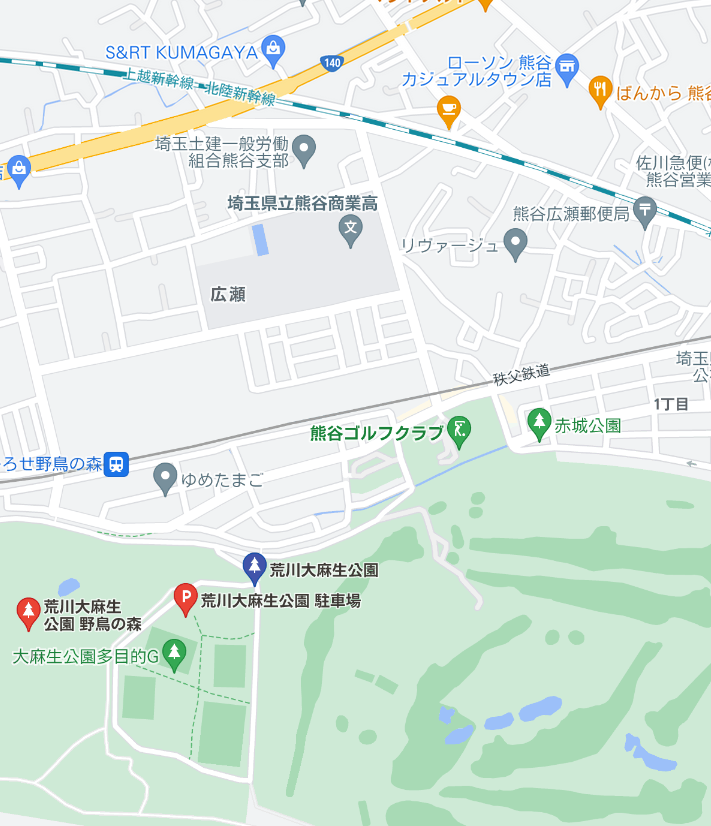 S&RT KUMAGAYA
140
上越新幹線・北陸新幹線
ローソン 熊谷
カジュアルタウン店
ばんから 熊谷
埼玉土建一般労働
組合熊谷支部
佐川急便(
熊谷営業
店
埼玉県立熊谷商業高
文
熊谷広瀬郵便局
リヴァージュ
広瀬
秩父鉄道
埼玉県
公
1丁目
熊谷ゴルフクラブ
赤城公園
ろせ野鳥の森
ゆめたまご
荒川大麻生公園
P
荒川大麻生公園 駐車場
荒川大麻生
公園 野鳥の森
大麻生公園多目的G